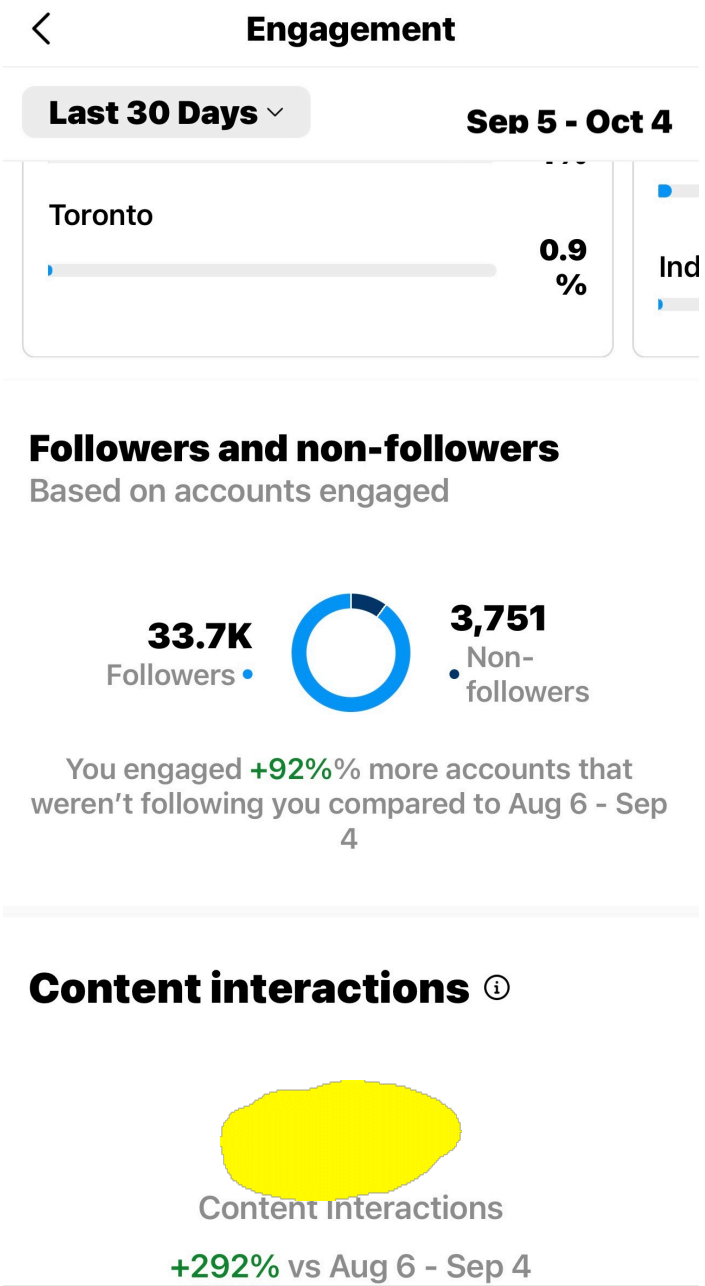 Engagement
Last 30 Days
Sep 5 - Oct 4
Toronto
0.9
%
Ind
Followers and non-followers
Based on accounts engaged
33.7K
Followers
3,751
Non-
followers
You engaged +92%% more accounts that
weren't following you compared to Aug 6 - Sep
4
Content interactions
Content Interactions
+292% vs Aug 6 - Sep 4